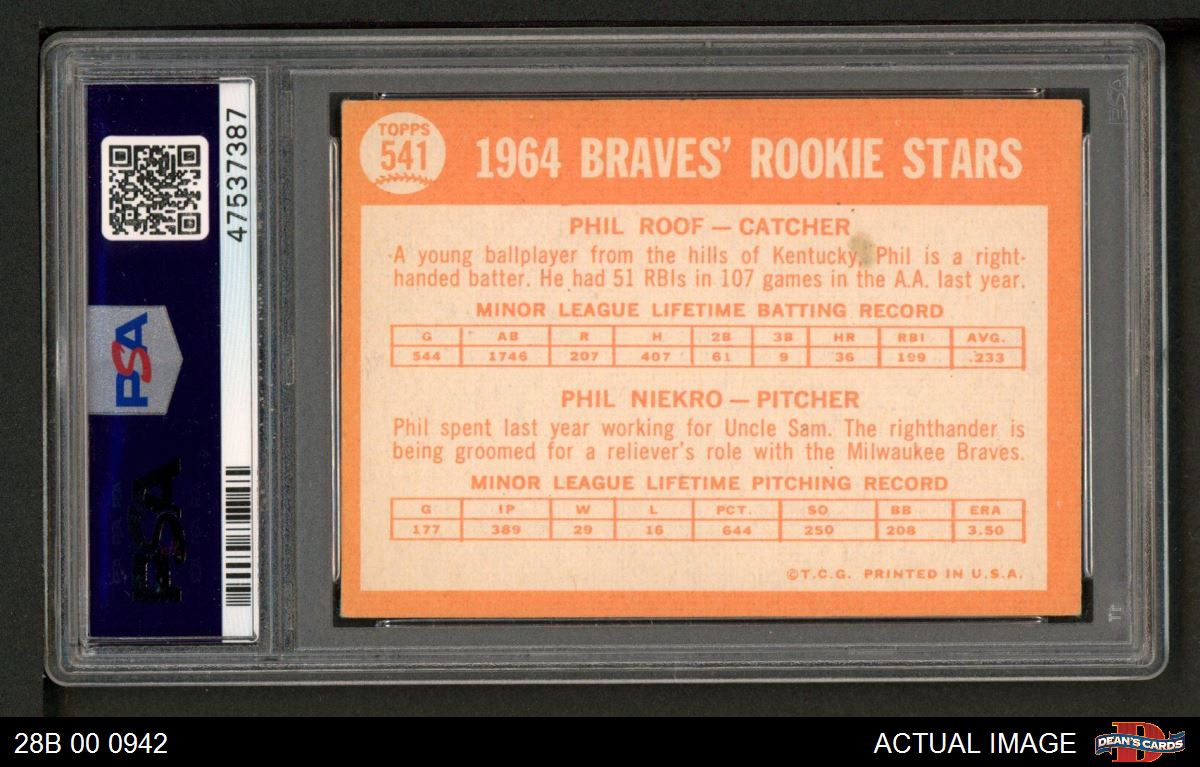 47537387
PSA
PSA
TOPPS
541
1964 BRAVES' ROOKIE STARS
PHIL ROOF — CATCHER
A young ballplayer from the hills of Kentucky, Phil is a right-
handed batter. He had 51 RBIs in 107 games in the A.A. last year.
MINOR LEAGUE LIFETIME BATTING RECORD
G AB R H 2B 3B HR RBI AVG.
544 1746 207 407 61 9 36 199 .233
PHIL NIEKRO — PITCHER
Phil spent last year working for Uncle Sam. The righthander is
being groomed for a reliever's role with the Milwaukee Braves.
MINOR LEAGUE LIFETIME PITCHING RECORD
G IP W L PCT. SO BB ERA
177 389 29 16 644 250 208 3.50
©T.C.G. PRINTED IN U.S.A.
PSA
28B 00 0942
ACTUAL IMAGE
DEAN'S CARDS